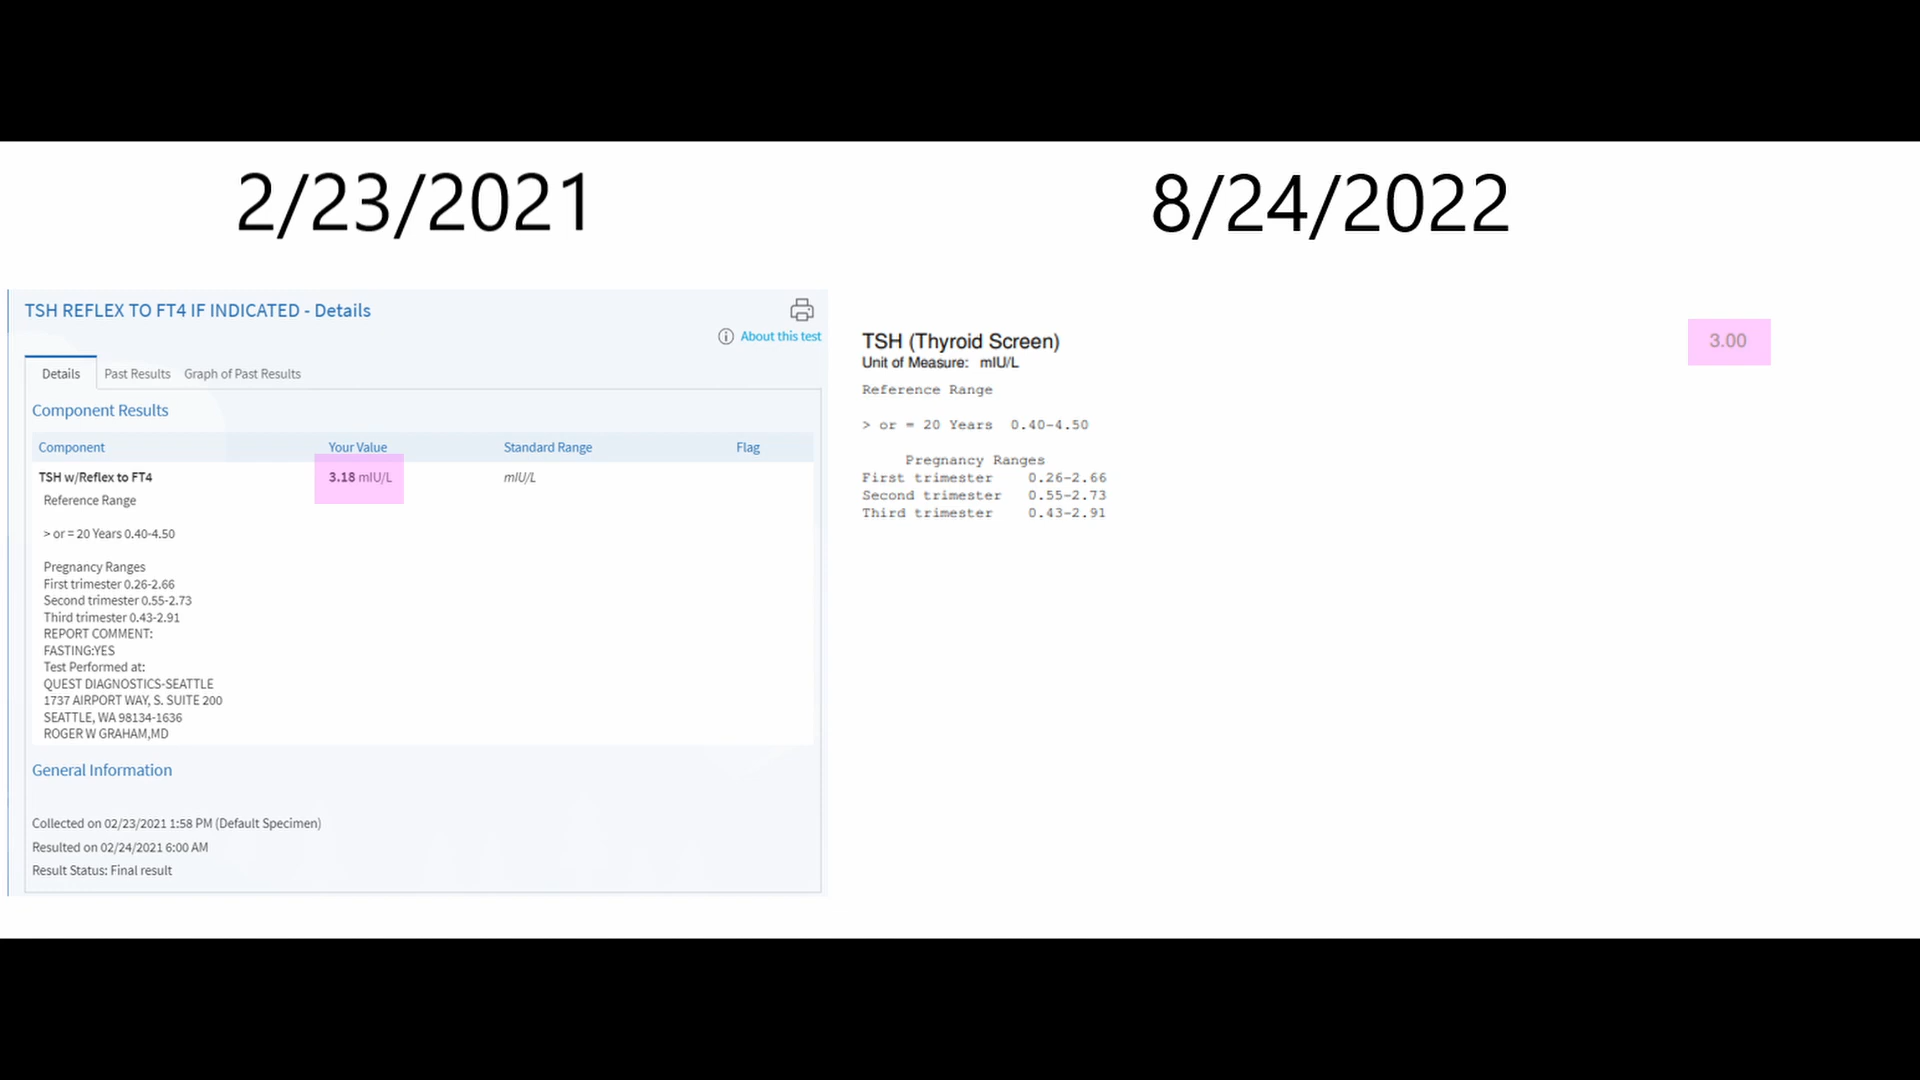 2/23/2021
8/24/2022
TSH REFLEX TO FT4 IF INDICATED - Details
About this test
Details Past Results Graph of Past Results
Component Results
Component Your Value Standard Range Flag
TSH w/Reflex to FT4 3.18 mIU/L mIU/L
Reference Range
> or = 20 Years 0.40-4.50
Pregnancy Ranges
First trimester 0.26-2.66
Second trimester 0.55-2.73
Third trimester 0.43-2.91
REPORT COMMENT:
FASTING:YES
Test Performed at:
QUEST DIAGNOSTICS-SEATTLE
1737 AIRPORT WAY, S. SUITE 200
SEATTLE, WA 98134-1636
ROGER W GRAHAM,MD
General Information
Collected on 02/23/2021 1:58 PM (Default Specimen)
Resulted on 02/24/2021 6:00 AM
Result Status: Final result
TSH (Thyroid Screen) 3.00
Unit of Measure: mIU/L
Reference Range
> or = 20 Years 0.40-4.50
Pregnancy Ranges
First trimester 0.26-2.66
Second trimester 0.55-2.73
Third trimester 0.43-2.91